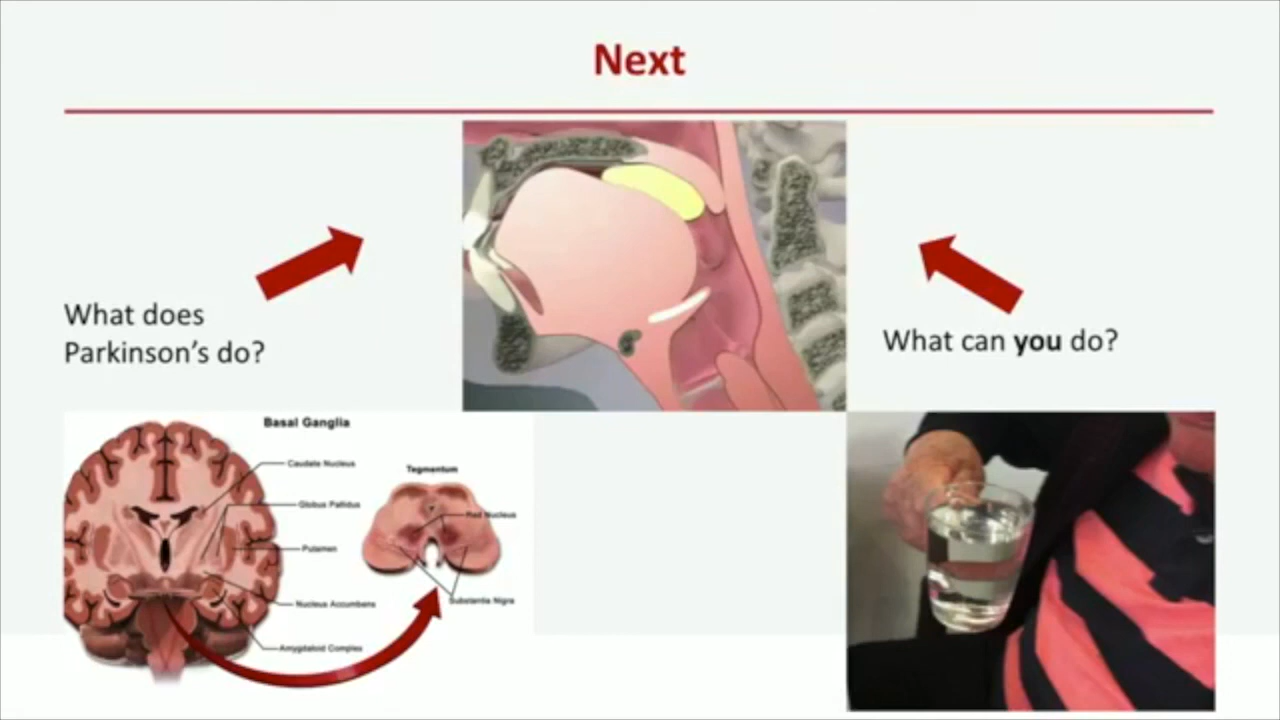 Next
What does
Parkinson's do?
What can you do?
Basal Ganglia
Caudate Nucleus
Globus Pallidus
Putamen
Nucleus Accumbens
Amygdaloid Complex
Tegmentum
Red Nucleus
Substantia Nigra